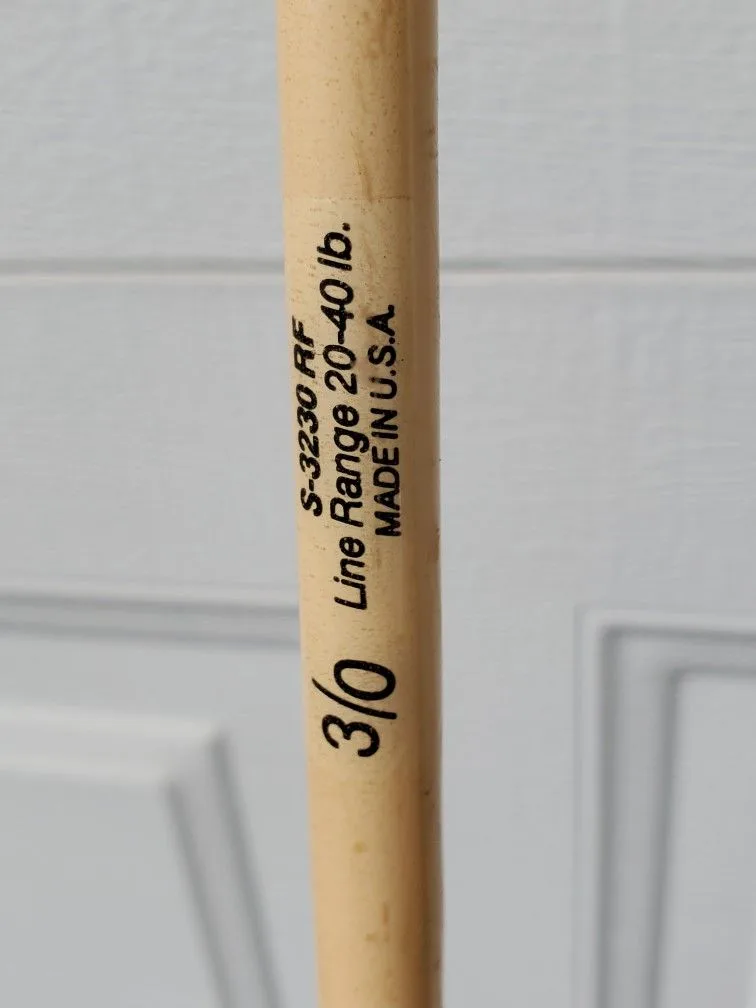 S-3230 RF
Line Range 20-40 lb.
MADE IN U.S.A.
3/0